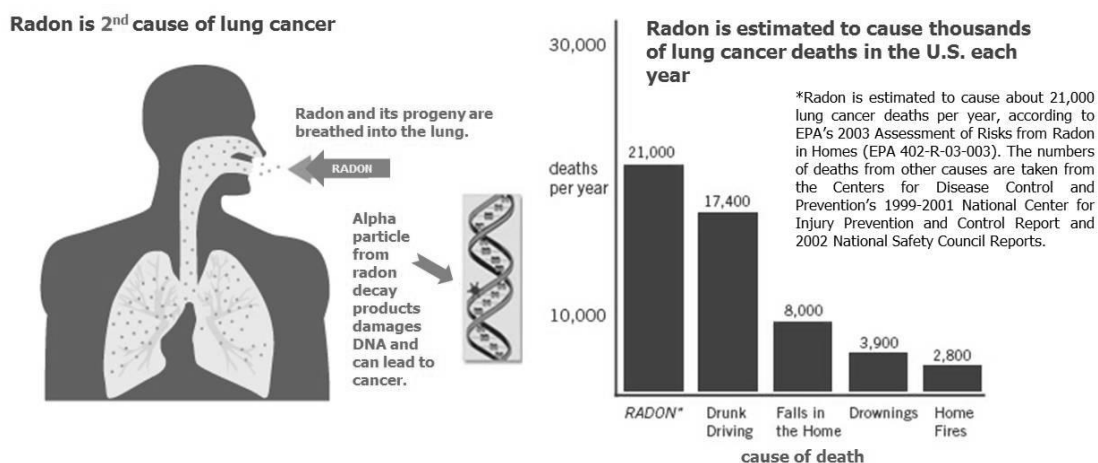 Radon is 2nd cause of lung cancer
Radon and its progeny are
breathed into the lung.
RADON
Alpha
particle
from
radon
decay
products
damages
DNA and
can lead to
cancer.
Radon is estimated to cause thousands
of lung cancer deaths in the U.S. each
year
*Radon is estimated to cause about 21,000
lung cancer deaths per year, according to
EPA's 2003 Assessment of Risks from Radon
in Homes (EPA 402-R-03-003). The numbers
of deaths from other causes are taken from
the Centers for Disease Control and
Prevention's 1999-2001 National Center for
Injury Prevention and Control Report and
2002 National Safety Council Reports.
30,000
deaths
per year
10,000
21,000
17,400
8,000
3,900
2,800
RADON*
Drunk
Driving
Falls in
the Home
Drownings
Home
Fires
cause of death